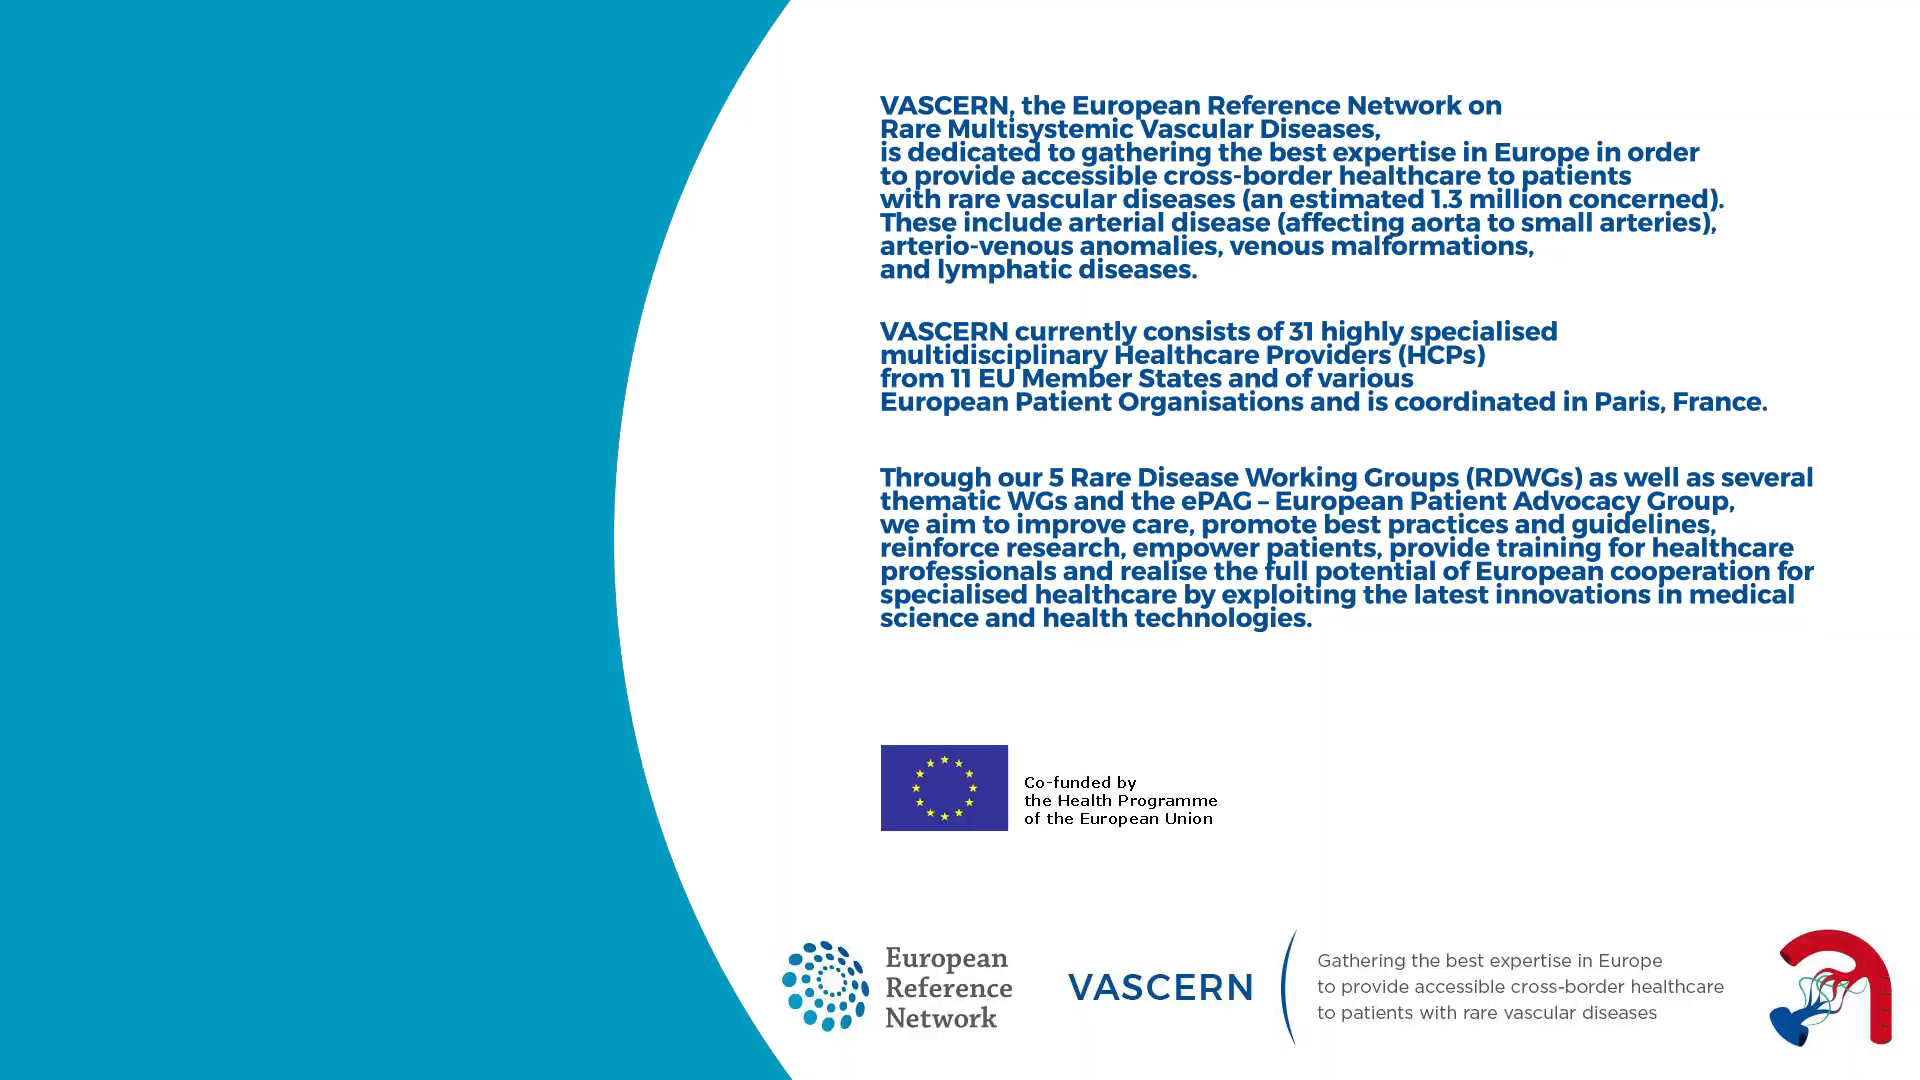 VASCERN, the European Reference Network on
Rare Multisystemic Vascular Diseases,
is dedicated to gathering the best expertise in Europe in order
to provide accessible cross-border healthcare to patients
with rare vascular diseases (an estimated 1.3 million concerned).
These include arterial disease (affecting aorta to small arteries),
arterio-venous anomalies, venous malformations,
and lymphatic diseases.
VASCERN currently consists of 31 highly specialised
multidisciplinary Healthcare Providers (HCPs)
from 11 EU Member States and of various
European Patient Organisations and is coordinated in Paris, France.
Through our 5 Rare Disease Working Groups (RDWGs) as well as several
thematic WGs and the ePAG – European Patient Advocacy Group,
we aim to improve care, promote best practices and guidelines,
reinforce research, empower patients, provide training for healthcare
professionals and realise the full potential of European cooperation for
specialised healthcare by exploiting the latest innovations in medical
science and health technologies.
Co-funded by
the Health Programme
of the European Union
European
Reference
Network
VASCERN
Gathering the best expertise in Europe
to provide accessible cross-border healthcare
to patients with rare vascular diseases